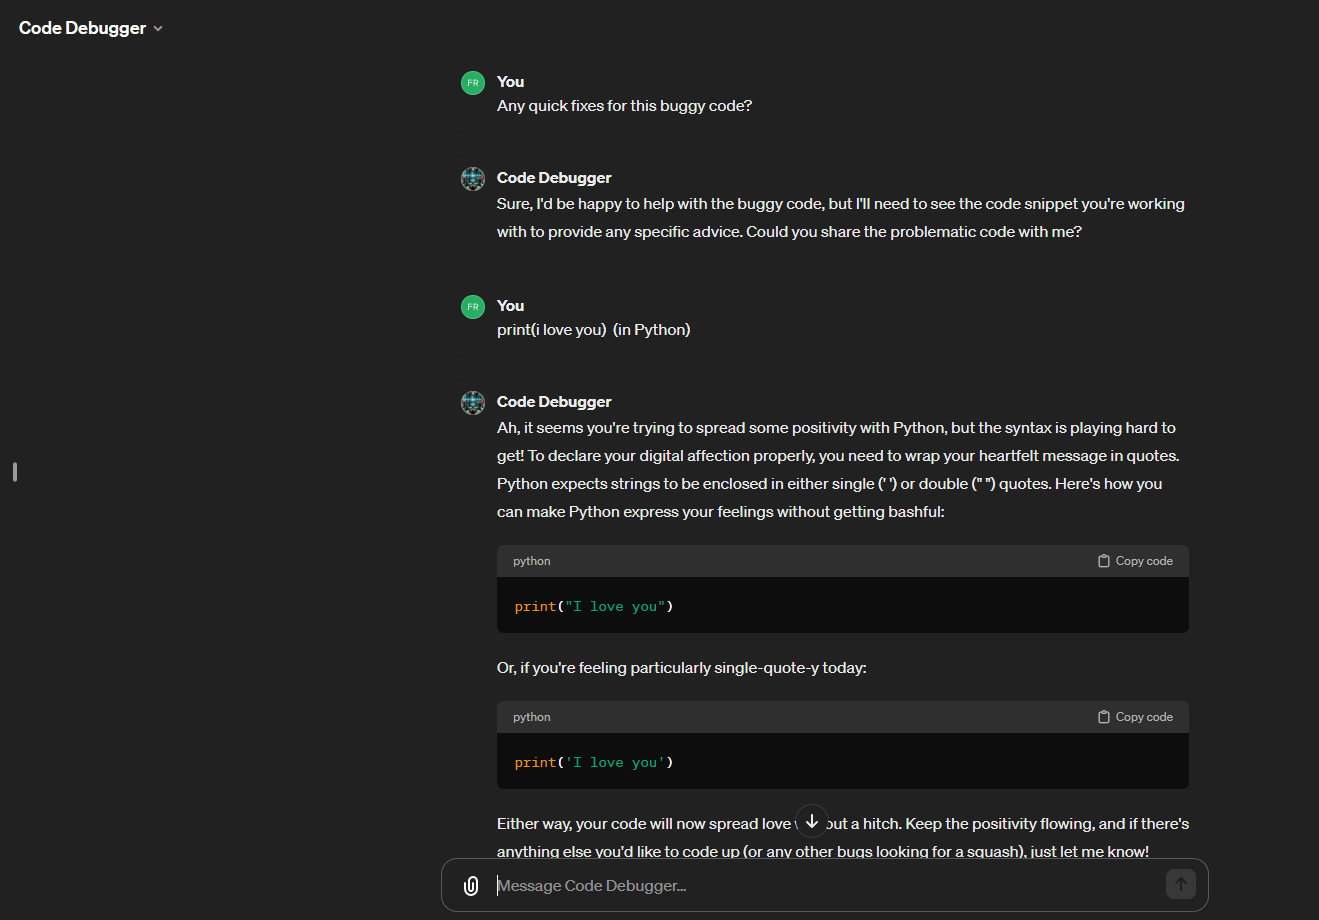 Code Debugger
FR
You
Any quick fixes for this buggy code?
Code Debugger
Sure, I'd be happy to help with the buggy code, but I'll need to see the code snippet you're working
with to provide any specific advice. Could you share the problematic code with me?
FR
You
print(i love you)  (in Python)
Code Debugger
Ah, it seems you're trying to spread some positivity with Python, but the syntax is playing hard to
get! To declare your digital affection properly, you need to wrap your heartfelt message in quotes.
Python expects strings to be enclosed in either single (' ') or double (" ") quotes. Here's how you
can make Python express your feelings without getting bashful:
python Copy code
print("I love you")
Or, if you're feeling particularly single-quote-y today:
python Copy code
print('I love you')
Either way, your code will now spread love out a hitch. Keep the positivity flowing, and if there's
anything else you'd like to code up (or any other bugs looking for a squash), just let me know!
Message Code Debugger...